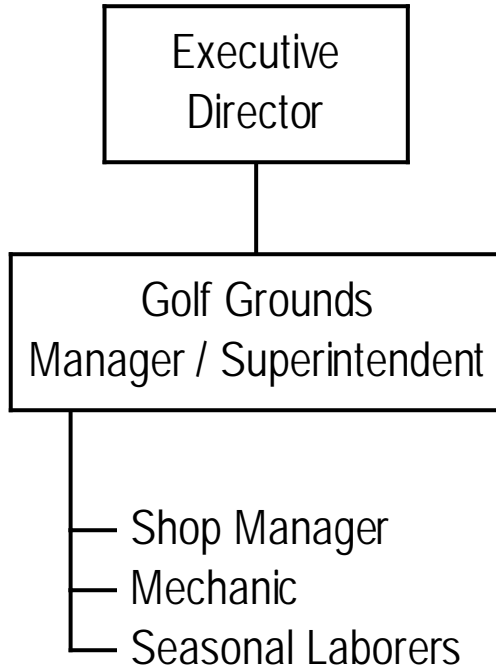 Executive
Director
Golf Grounds
Manager / Superintendent
Shop Manager
Mechanic
Seasonal Laborers